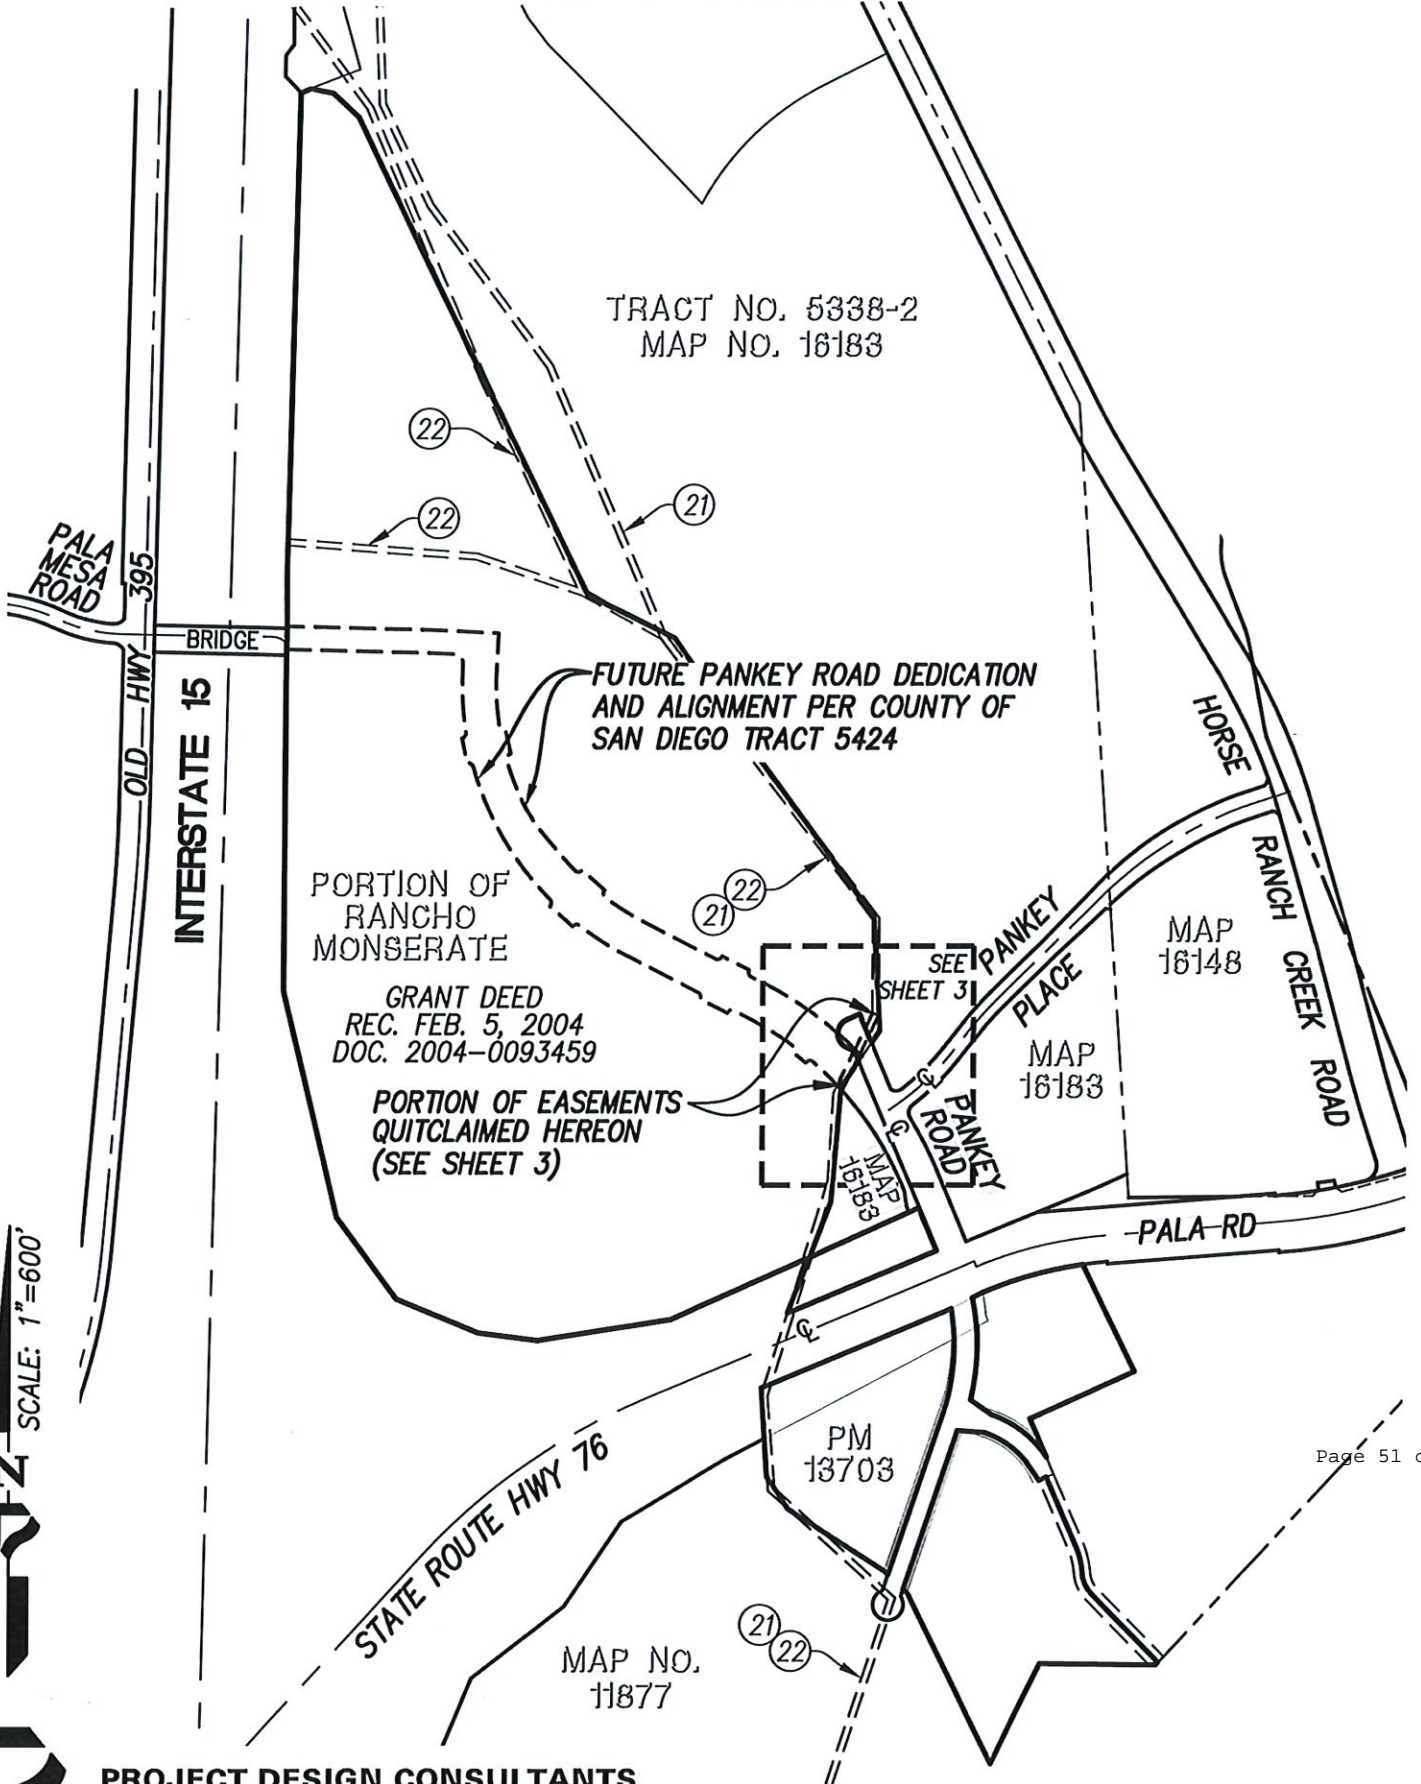 TRACT NO. 5338-2
MAP NO. 16183
22
22
21
PALA
MESA
ROAD
OLD HWY 395
BRIDGE
INTERSTATE 15
FUTURE PANKEY ROAD DEDICATION
AND ALIGNMENT PER COUNTY OF
SAN DIEGO TRACT 5424
HORSE RANCH CREEK ROAD
PORTION OF
RANCHO
MONSERATE
22
21
GRANT DEED
REC. FEB. 5, 2004
DOC. 2004-0093459
SEE
SHEET 3
PANKEY
PLACE
MAP
16148
MAP
16183
PORTION OF EASEMENTS
QUITCLAIMED HEREON
(SEE SHEET 3)
℄
℄
PANKEY
ROAD
MAP
16183
PALA RD
℄
SCALE: 1"=600'
STATE ROUTE HWY 76
PM
13703
Page 51 o
21
22
MAP NO.
11877
PROJECT DESIGN CONSULTANTS